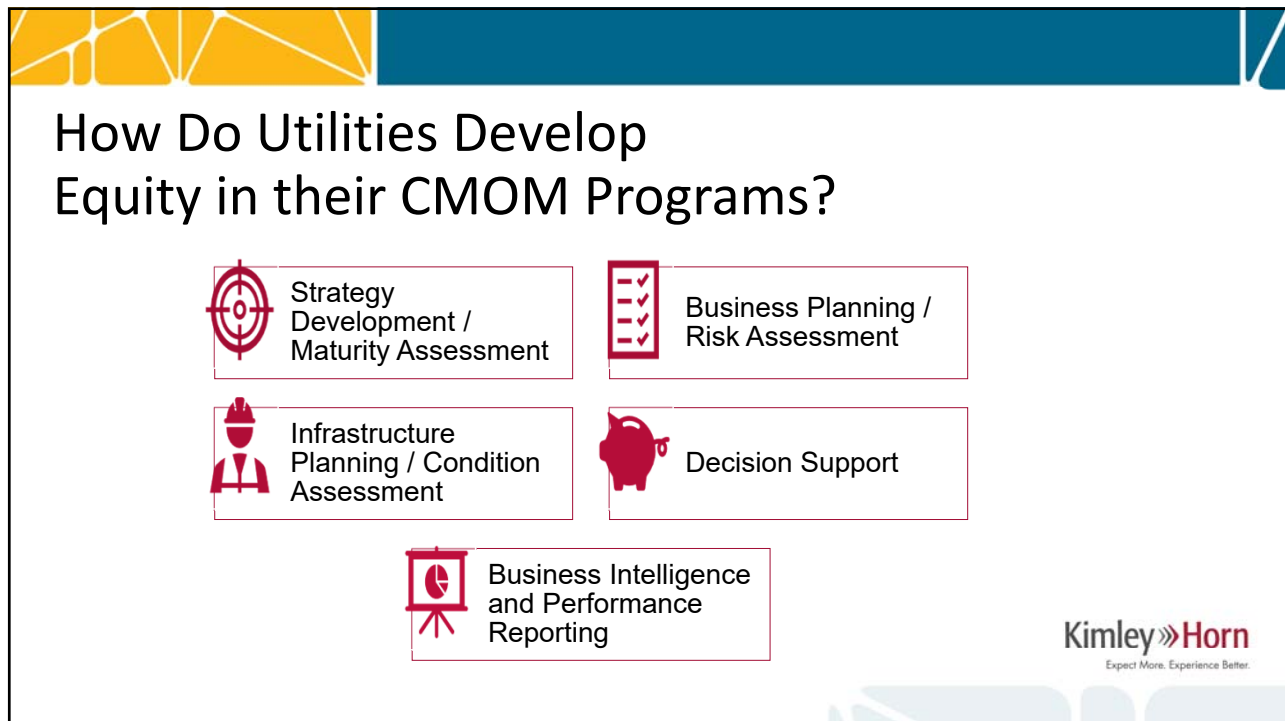 How Do Utilities Develop
Equity in their CMOM Programs?
Strategy
Development /
Maturity Assessment
Business Planning /
Risk Assessment
Infrastructure
Planning / Condition
Assessment
Decision Support
Business Intelligence
and Performance
Reporting
Kimley»Horn
Expect More. Experience Better.